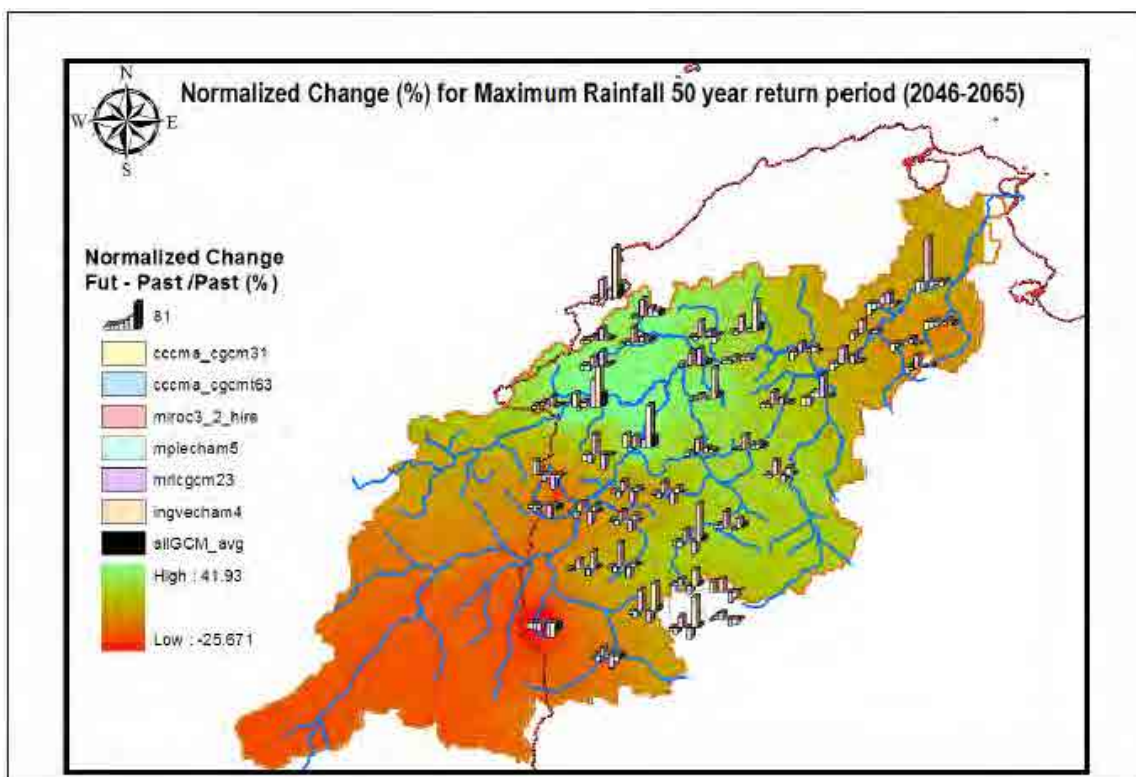 N
W E
S
Normalized Change (%) for Maximum Rainfall 50 year return period (2046-2065)
Normalized Change
Fut - Past /Past (%)
81
cccma_cgcm31
cccma_cgcmt63
miroc3_2_hire
mpiecham5
mricgcm23
ingvecham4
allGCM_avg
High : 41.93
Low : -25.671